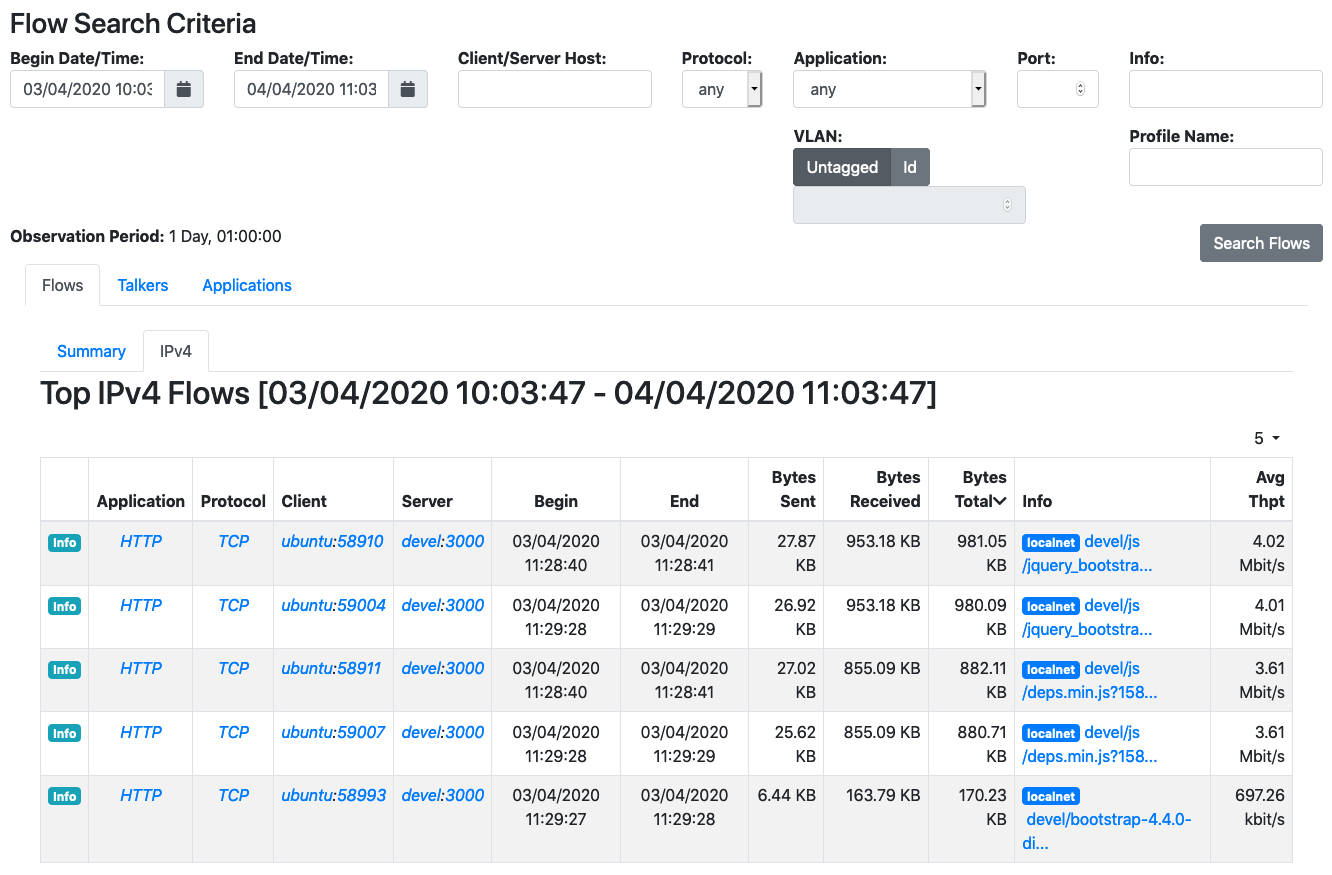 Flow Search Criteria
Begin Date/Time: End Date/Time: Client/Server Host: Protocol: Application: Port: Info:
03/04/2020 10:03 04/04/2020 11:03 any any
VLAN: Profile Name:
Untagged Id
Observation Period: 1 Day, 01:00:00
Search Flows
Flows Talkers Applications
Summary IPv4
Top IPv4 Flows [03/04/2020 10:03:47 - 04/04/2020 11:03:47]
5
Bytes Bytes Bytes Avg
Application Protocol Client Server Begin End Sent Received Total Info Thpt
Info HTTP TCP ubuntu:58910 devel:3000 03/04/2020 03/04/2020 27.87 953.18 KB 981.05 localnet devel/js 4.02
11:28:40 11:28:41 KB KB /jquery_bootstra... Mbit/s
Info HTTP TCP ubuntu:59004 devel:3000 03/04/2020 03/04/2020 26.92 953.18 KB 980.09 localnet devel/js 4.01
11:29:28 11:29:29 KB KB /jquery_bootstra... Mbit/s
Info HTTP TCP ubuntu:58911 devel:3000 03/04/2020 03/04/2020 27.02 855.09 KB 882.11 localnet devel/js 3.61
11:28:40 11:28:41 KB KB /deps.min.js?158... Mbit/s
Info HTTP TCP ubuntu:59007 devel:3000 03/04/2020 03/04/2020 25.62 855.09 KB 880.71 localnet devel/js 3.61
11:29:28 11:29:29 KB KB /deps.min.js?158... Mbit/s
Info HTTP TCP ubuntu:58993 devel:3000 03/04/2020 03/04/2020 6.44 KB 163.79 KB 170.23 localnet 697.26
11:29:27 11:29:28 KB devel/bootstrap-4.4.0- kbit/s
di...